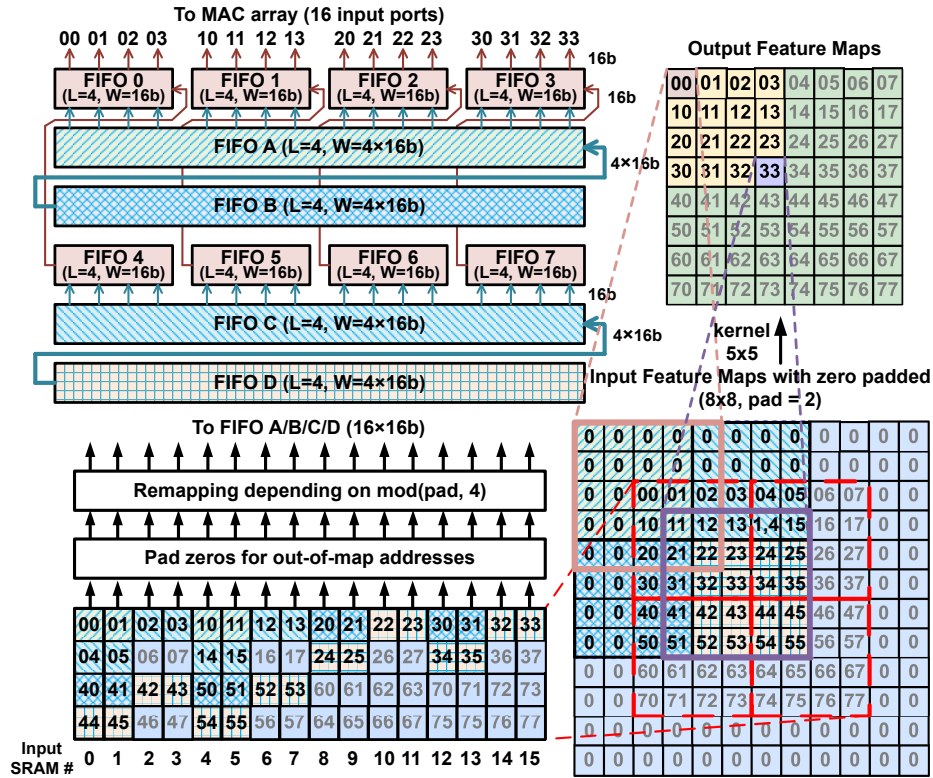 To MAC array (16 input ports)
00 01 02 03 10 11 12 13 20 21 22 23 30 31 32 33
16b
FIFO 0 FIFO 1 FIFO 2 FIFO 3
(L=4, W=16b) (L=4, W=16b) (L=4, W=16b) (L=4, W=16b)
16b
FIFO A (L=4, W=4×16b)
4×16b
FIFO B (L=4, W=4×16b)
FIFO 4 FIFO 5 FIFO 6 FIFO 7
(L=4, W=16b) (L=4, W=16b) (L=4, W=16b) (L=4, W=16b)
16b
FIFO C (L=4, W=4×16b)
4×16b
FIFO D (L=4, W=4×16b)
To FIFO A/B/C/D (16×16b)
Remapping depending on mod(pad, 4)
Pad zeros for out-of-map addresses
00 01 02 03 10 11 12 13 20 21 22 23 30 31 32 33
04 05 06 07 14 15 16 17 24 25 26 27 34 35 36 37
40 41 42 43 50 51 52 53 60 61 62 63 70 71 72 73
44 45 46 47 54 55 56 57 64 65 66 67 74 75 76 77
Input
SRAM # 0 1 2 3 4 5 6 7 8 9 10 11 12 13 14 15
Output Feature Maps
00 01 02 03 04 05 06 07
10 11 12 13 14 15 16 17
20 21 22 23 24 25 26 27
30 31 32 33 34 35 36 37
40 41 42 43 44 45 46 47
50 51 52 53 54 55 56 57
60 61 62 63 64 65 66 67
70 71 72 73 74 75 76 77
kernel
5x5
Input Feature Maps with zero padded
(8x8, pad = 2)
0 0 0 0 0 0 0 0 0 0 0 0
0 0 0 0 0 0 0 0 0 0 0 0
0 0 00 01 02 03 04 05 06 07 0 0
0 0 10 11 12 13 1,4 15 16 17 0 0
0 0 20 21 22 23 24 25 26 27 0 0
0 0 30 31 32 33 34 35 36 37 0 0
0 0 40 41 42 43 44 45 46 47 0 0
0 0 50 51 52 53 54 55 56 57 0 0
0 0 60 61 62 63 64 65 66 67 0 0
0 0 70 71 72 73 74 75 76 77 0 0
0 0 0 0 0 0 0 0 0 0 0 0
0 0 0 0 0 0 0 0 0 0 0 0